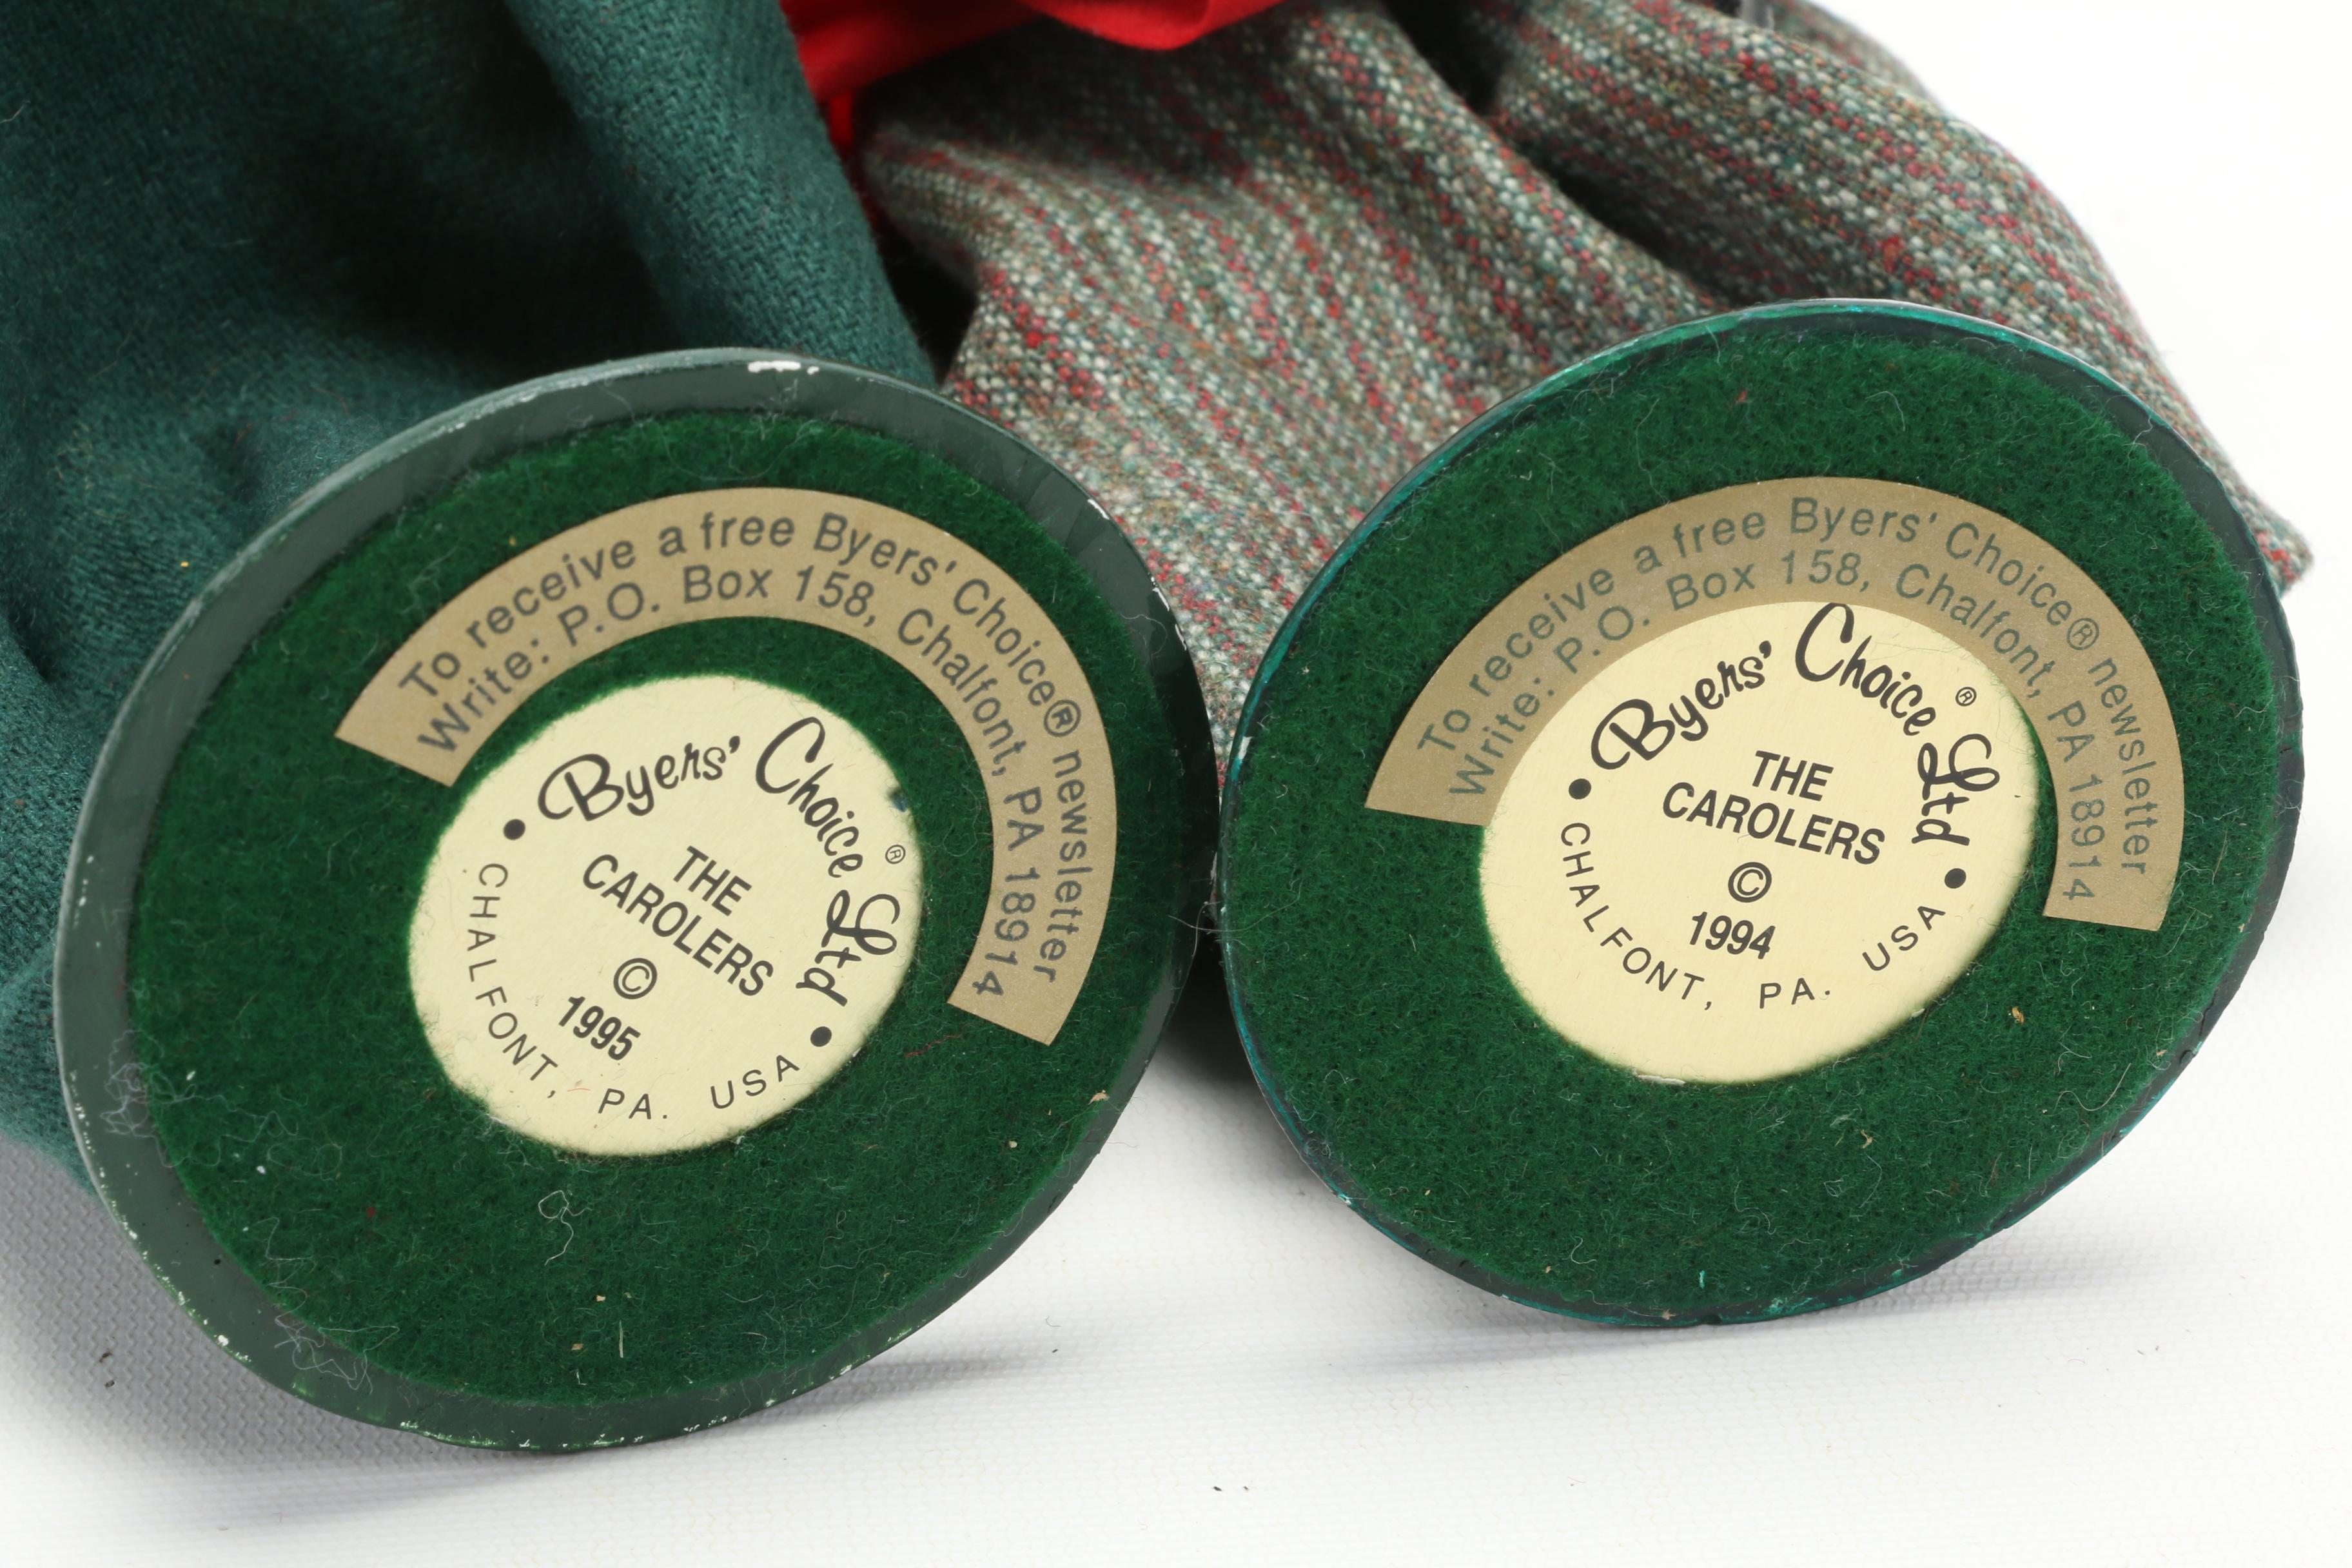 To receive a free Byers' Choice® newsletter
Write: P.O. Box 158, Chalfont, PA 18914
Byers' Choice ® Ltd
THE
CAROLERS
©
1995
• CHALFONT, PA. USA •
To receive a free Byers' Choice® newsletter
Write: P.O. Box 158, Chalfont, PA 18914
Byers' Choice ® Ltd
THE
CAROLERS
©
1994
• CHALFONT, PA. USA •